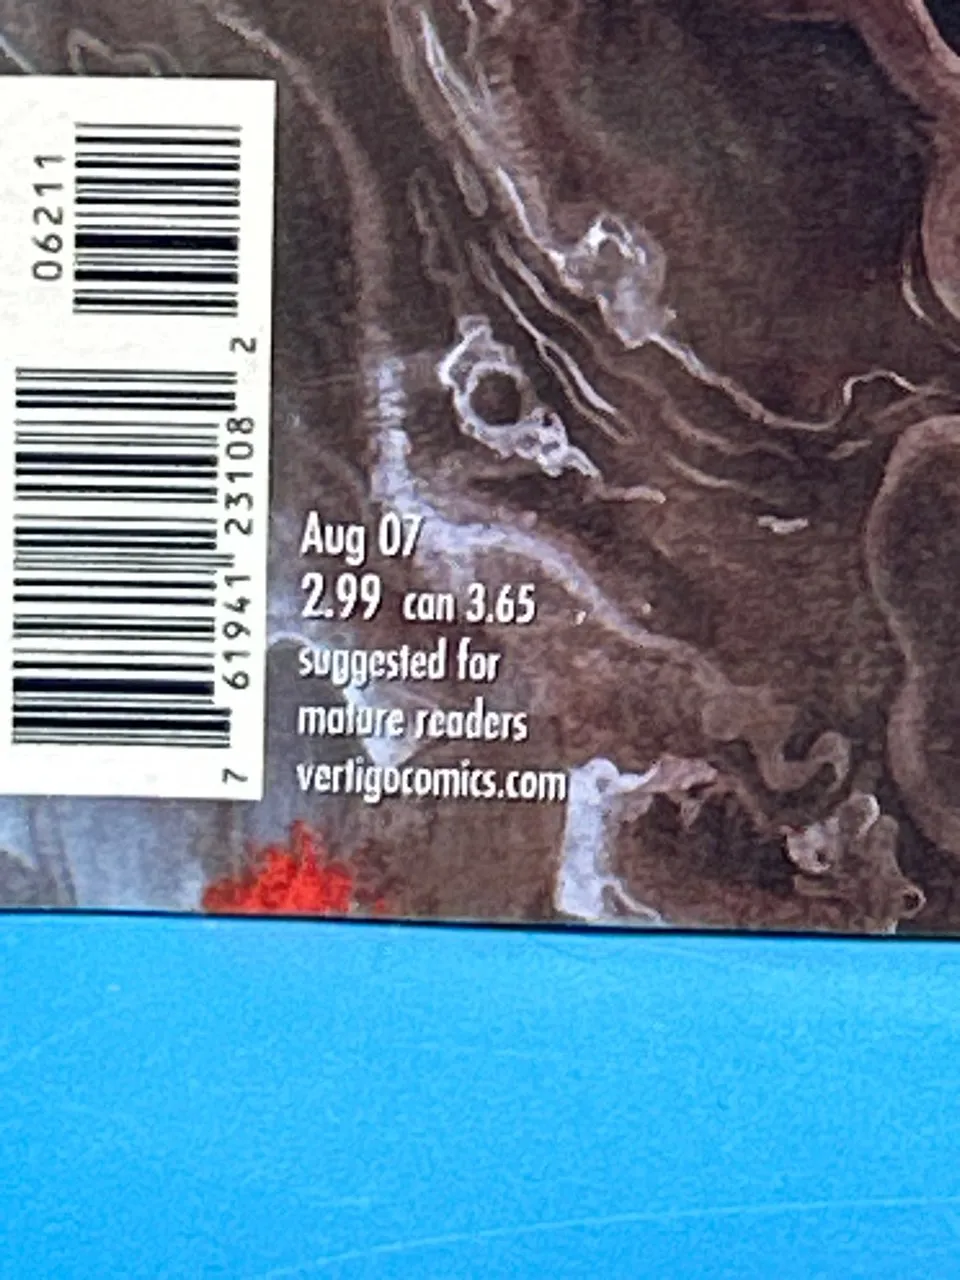 06211
7 61941 23108 2
Aug 07
2.99 can 3.65
suggested for
mature readers
vertigocomics.com